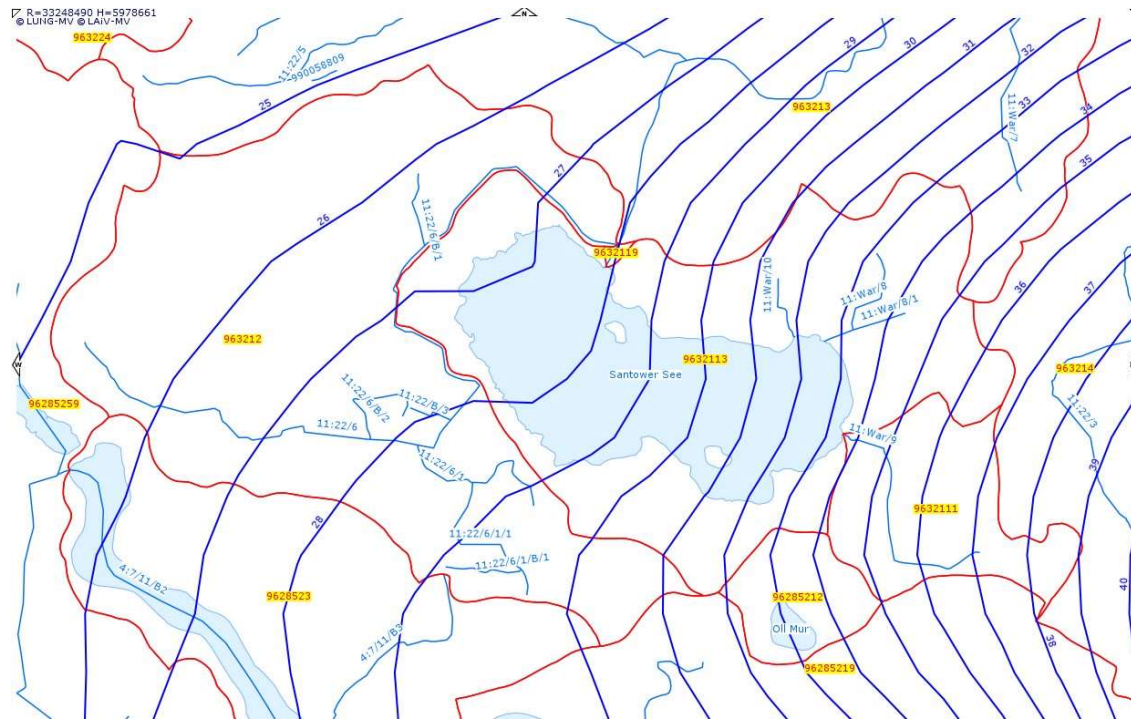 R=33248490 H=5978661
© LUNG-MV © LAiV-MV
N
963224
11:22/5
990058809
25
29
30
31
32
963213
33
34
11:War/7
35
27
26
11:22/6/B/1
9632119
11:War/10
11:War/8
11:War/8/1
36
37
963212
W
9632113
Santower See
963214
96285259
11:22/6/B/2
11:22/B/3
11:22/6
11:22/3
11:War/9
11:22/6/1
39
28
9632111
11:22/6/1/1
11:22/6/1/B/1
4:7/11/B2
9628523
96285212
40
Oll Mur
4:7/11/B3
38
96285219